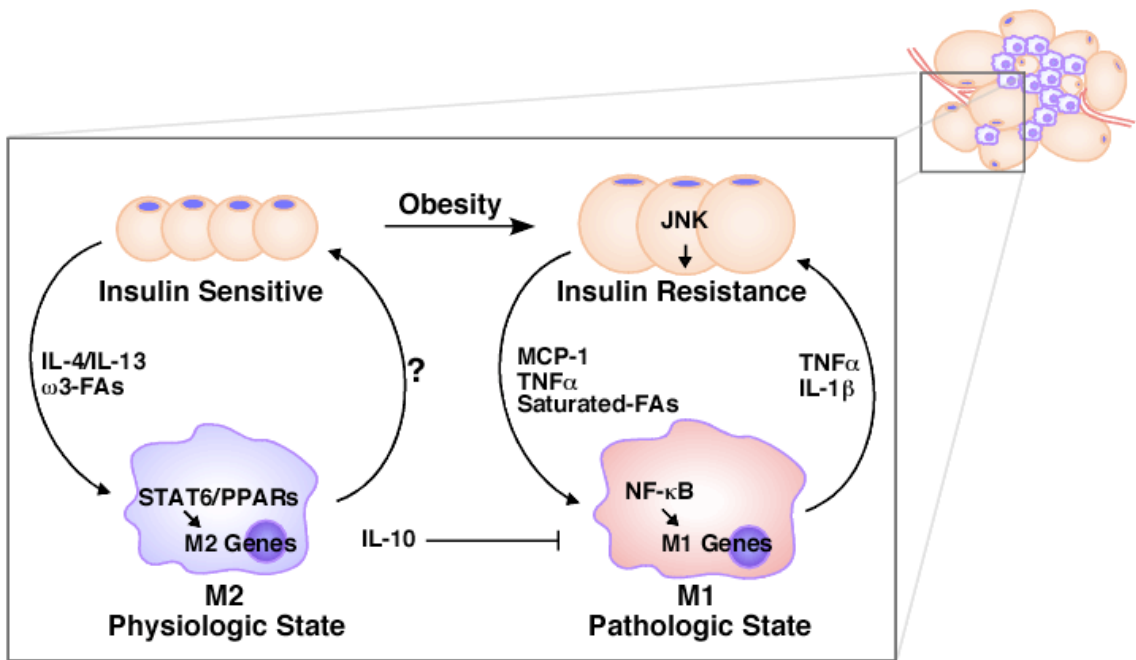 Obesity
JNK
Insulin Sensitive
Insulin Resistance
IL-4/IL-13
ω3-FAs
?
MCP-1
TNFα
Saturated-FAs
TNFα
IL-1β
STAT6/PPARs
M2 Genes
IL-10
NF-κB
M1 Genes
M2
Physiologic State
M1
Pathologic State